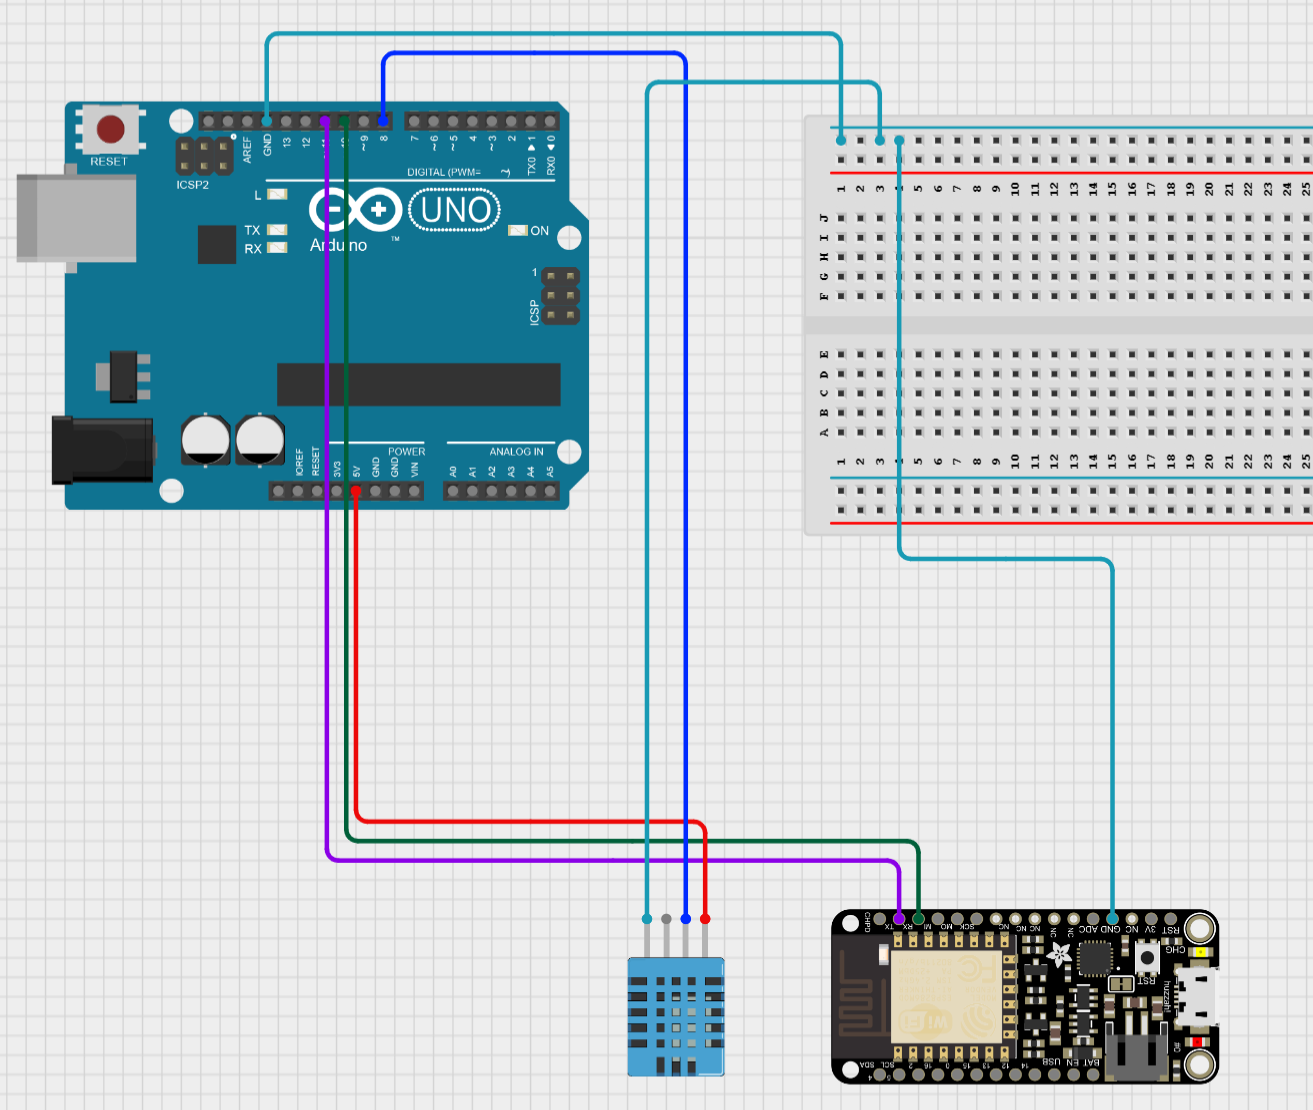 RESET
ICSP2
AREF
GND
13
12
~9
8
7
~6
~5
4
~3
2
TX0 ▶ 1
RX0 ◀ 0
DIGITAL (PWM=
L
TX
RX
Arduino
™
UNO
ON
1
ICSP
IOREF
RESET
3V3
5V
GND
GND
VIN
POWER
ANALOG IN
A0
A1
A2
A3
A4
A5
1 2 3 5 6 7 8 9 10 11 12 13 14 15 16 17 18 19 20 21 22 23 24 25
J
I
H
G
F
E
D
C
B
A
1 2 3 4 5 6 7 8 9 10 11 12 13 14 15 16 17 18 19 20 21 22 23 24 25
CHPD
TX
RX
MI
MO
SCK
NC
NC
NC
NC
NC
ADC
GND
NC
3V
RST
CHG
RST
huzzah!
WiFi
FC
SDA
SCL
4
5
2
16
0
15
13
12
14
USB
EN
BAT
#0